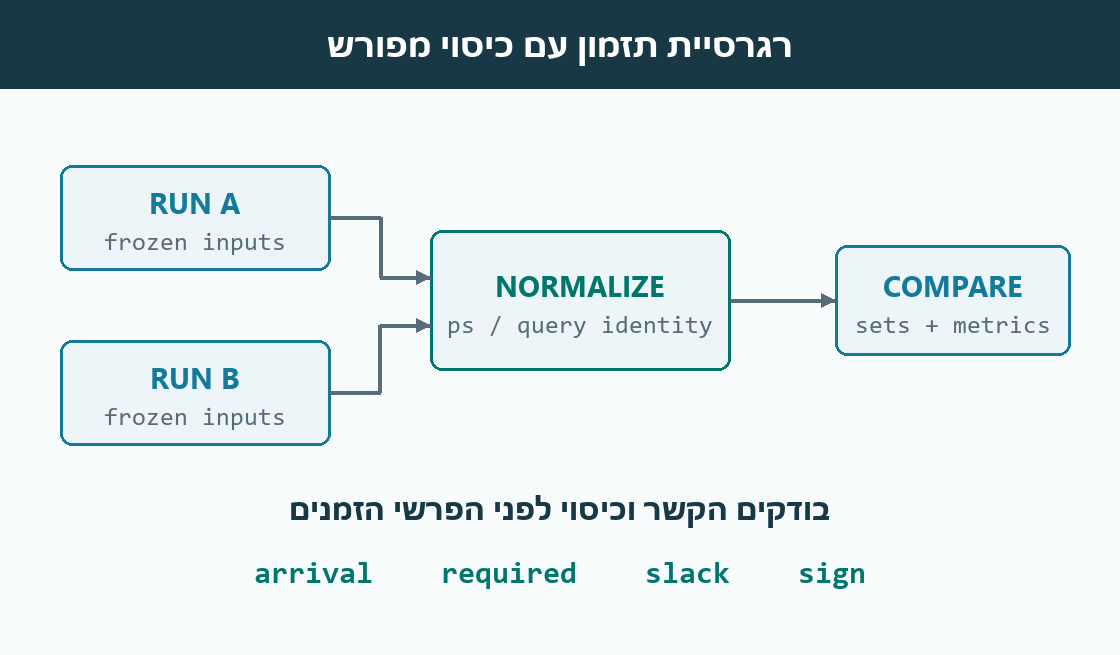 רגרסיית תזמון עם כיסוי מפורש
RUN A
frozen inputs
RUN B
frozen inputs
NORMALIZE
ps / query identity
COMPARE
sets + metrics
בודקים הקשר וכיסוי לפני הפרשי הזמנים
arrival required slack sign